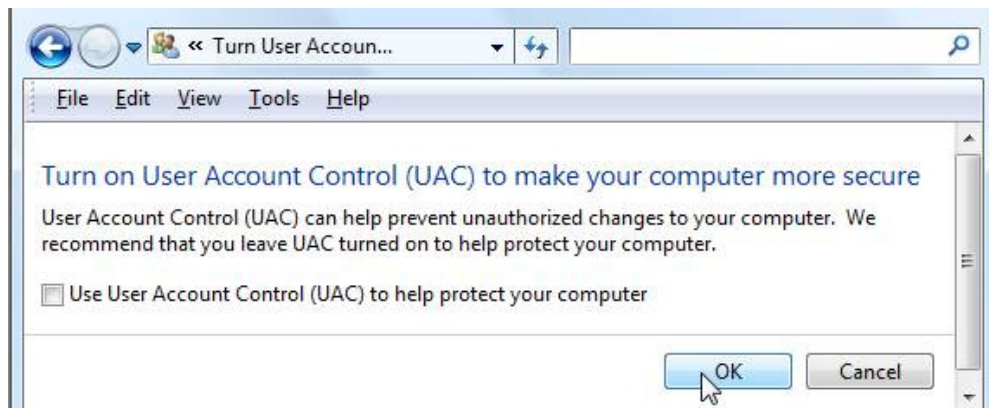 « Turn User Accoun...
File Edit View Tools Help
Turn on User Account Control (UAC) to make your computer more secure
User Account Control (UAC) can help prevent unauthorized changes to your computer. We
recommend that you leave UAC turned on to help protect your computer.
Use User Account Control (UAC) to help protect your computer
OK Cancel